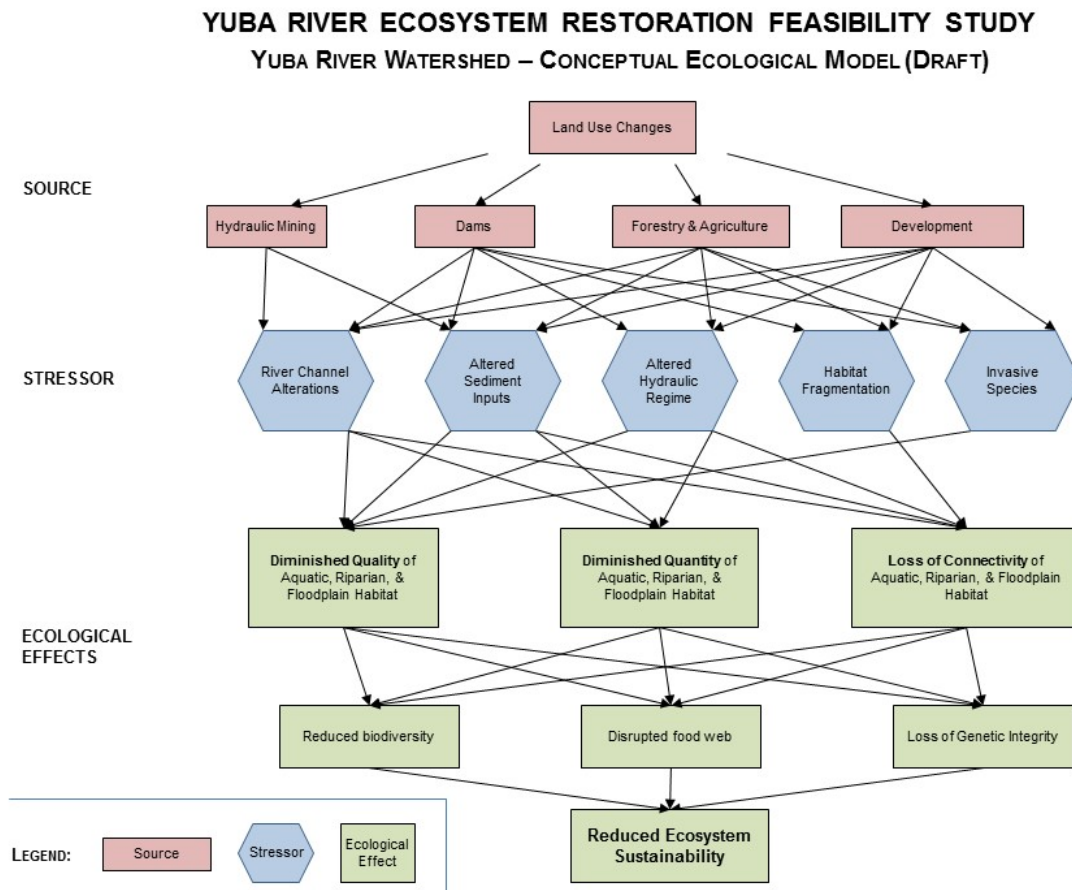 YUBA RIVER ECOSYSTEM RESTORATION FEASIBILITY STUDY
YUBA RIVER WATERSHED – CONCEPTUAL ECOLOGICAL MODEL (DRAFT)
Land Use Changes
SOURCE
Hydraulic Mining
Dams
Forestry & Agriculture
Development
STRESSOR
River Channel
Alterations
Altered
Sediment
Inputs
Altered
Hydraulic
Regime
Habitat
Fragmentation
Invasive
Species
Diminished Quality of
Aquatic, Riparian, &
Floodplain Habitat
Diminished Quantity of
Aquatic, Riparian, &
Floodplain Habitat
Loss of Connectivity of
Aquatic, Riparian, & Floodplain
Habitat
ECOLOGICAL
EFFECTS
Reduced biodiversity
Disrupted food web
Loss of Genetic Integrity
Reduced Ecosystem
Sustainability
LEGEND:
Source
Stressor
Ecological
Effect